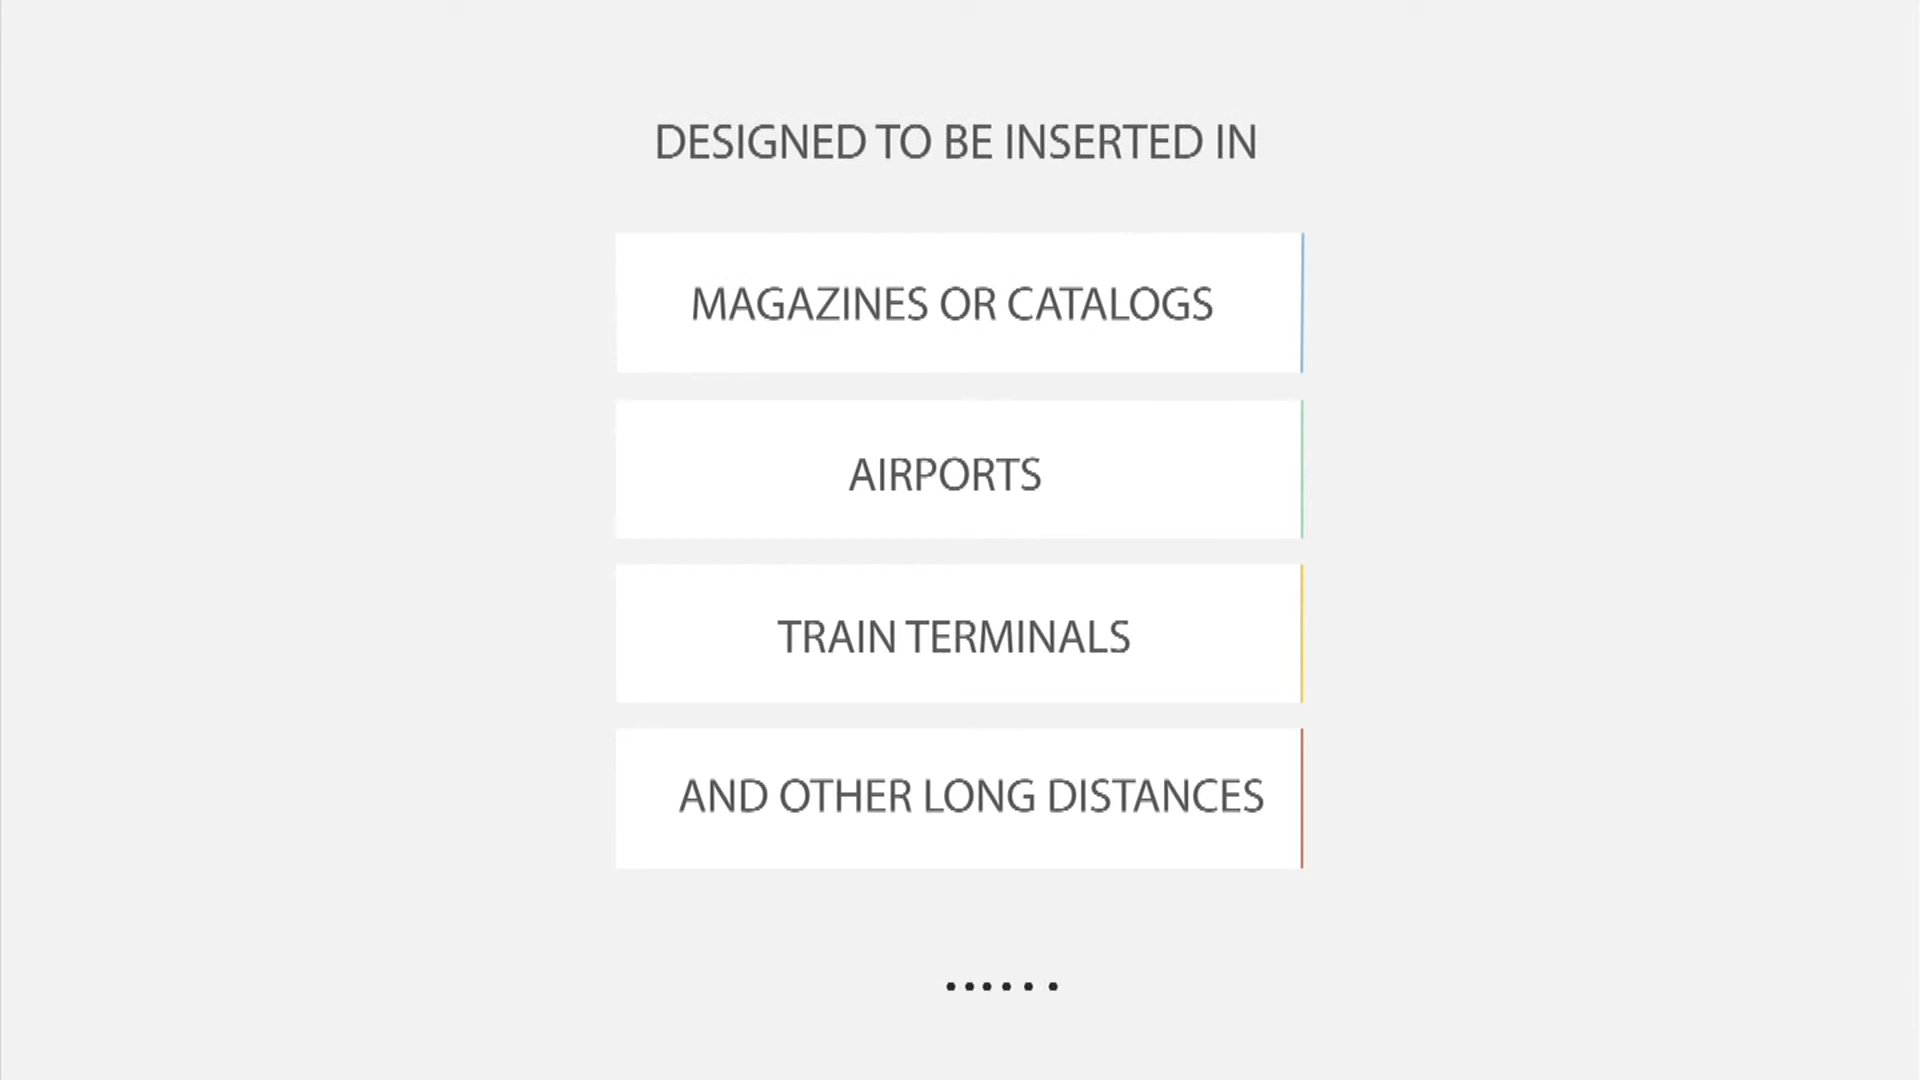 DESIGNED TO BE INSERTED IN
MAGAZINES OR CATALOGS
AIRPORTS
TRAIN TERMINALS
AND OTHER LONG DISTANCES
......